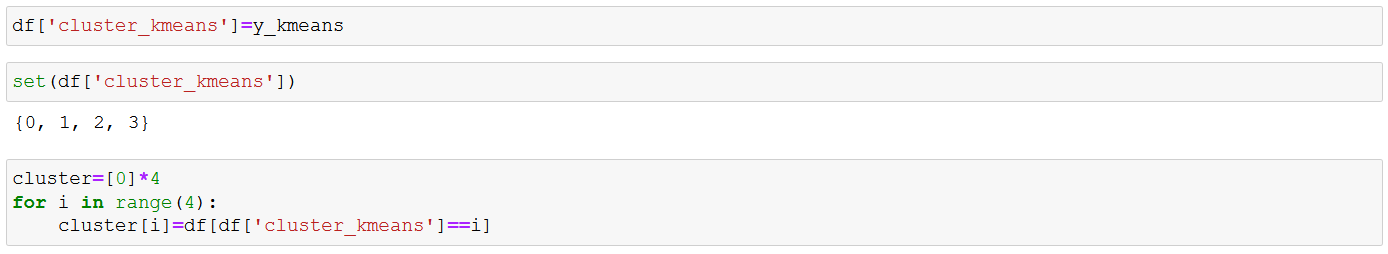 df['cluster_kmeans']=y_kmeans
set(df['cluster_kmeans'])
{0, 1, 2, 3}
cluster=[0]*4
for i in range(4):
    cluster[i]=df[df['cluster_kmeans']==i]